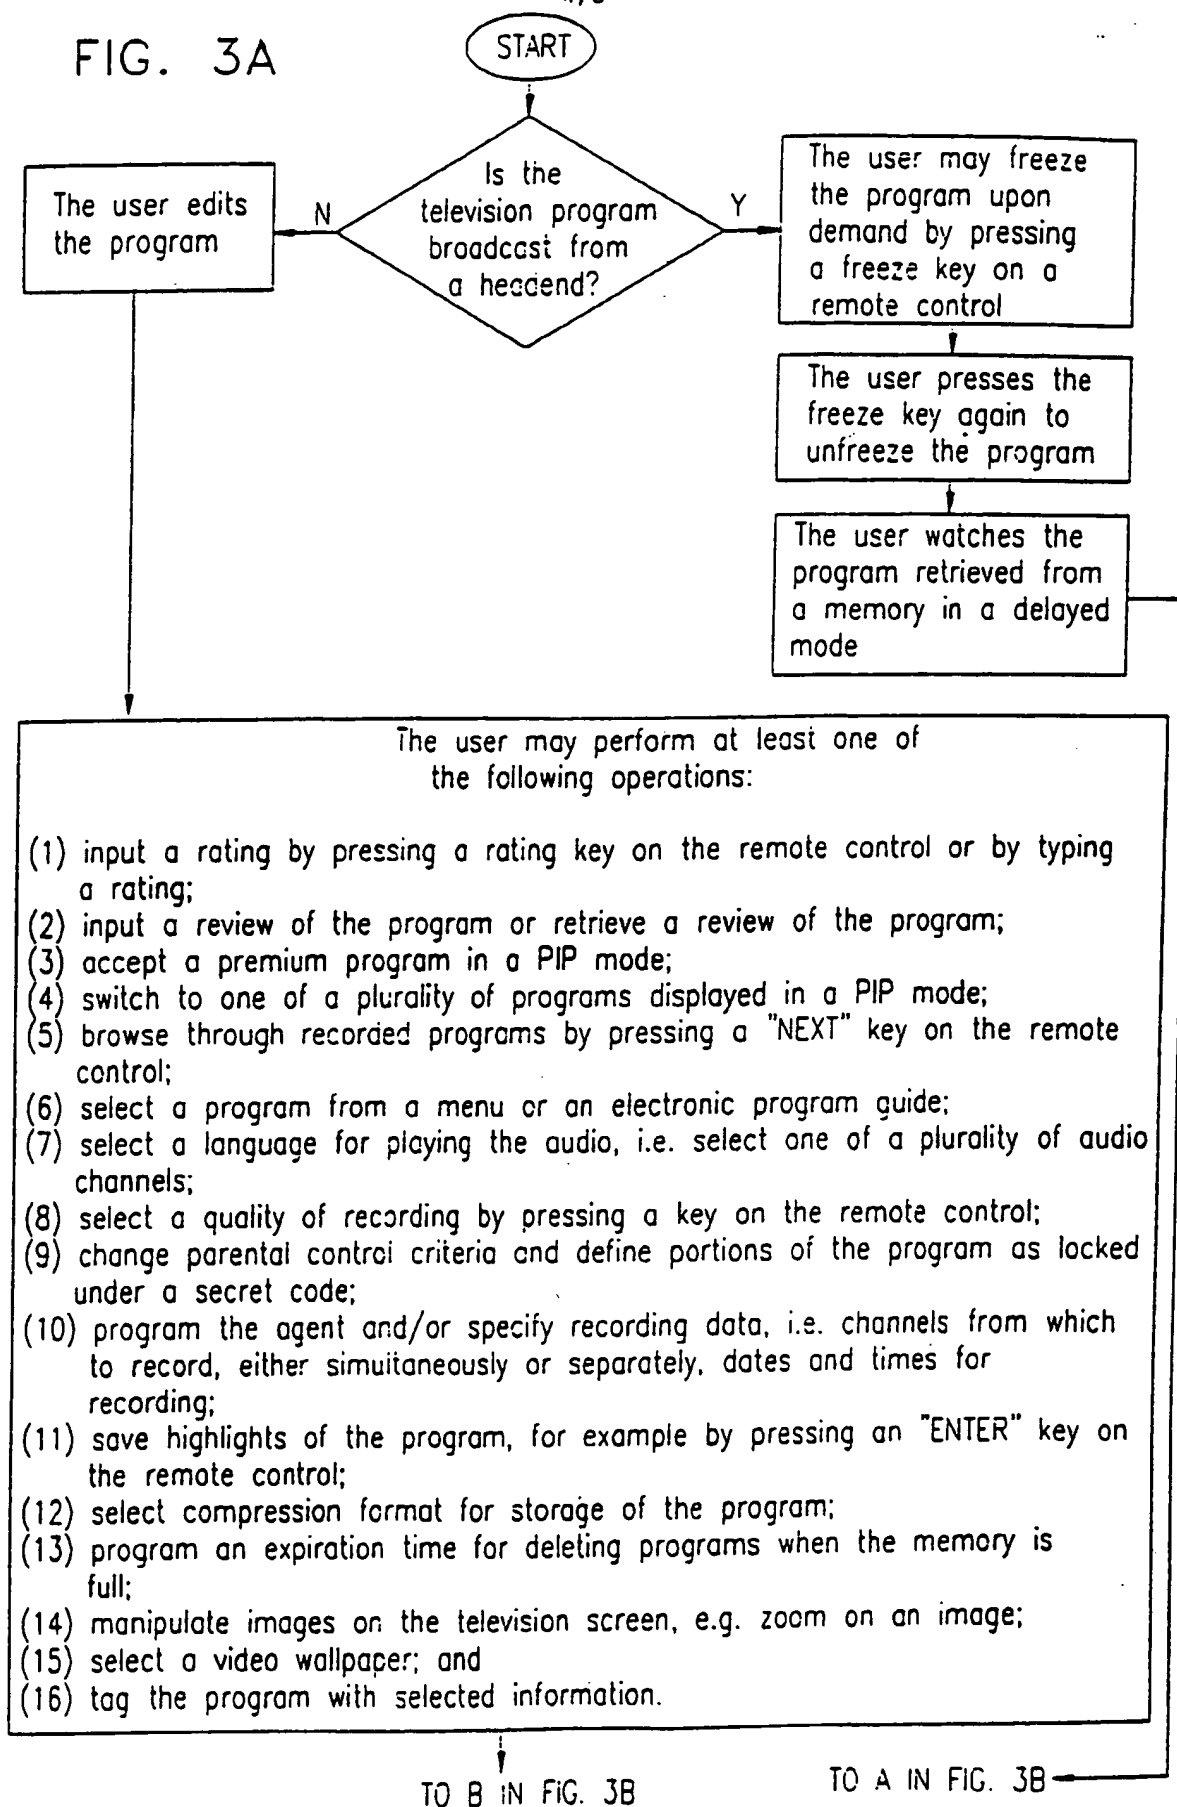 FIG. 3A
START
Is the
television program
broadcast from
a headend?
N
Y
The user edits
the program
The user may freeze
the program upon
demand by pressing
a freeze key on a
remote control
The user presses the
freeze key again to
unfreeze the program
The user watches the
program retrieved from
a memory in a delayed
mode
The user may perform at least one of
the following operations:
(1) input a rating by pressing a rating key on the remote control or by typing
a rating;
(2) input a review of the program or retrieve a review of the program;
(3) accept a premium program in a PIP mode;
(4) switch to one of a plurality of programs displayed in a PIP mode;
(5) browse through recorded programs by pressing a "NEXT" key on the remote
control;
(6) select a program from a menu or an electronic program guide;
(7) select a language for playing the audio, i.e. select one of a plurality of audio
channels;
(8) select a quality of recording by pressing a key on the remote control;
(9) change parental control criteria and define portions of the program as locked
under a secret code;
(10) program the agent and/or specify recording data, i.e. channels from which
to record, either simultaneously or separately, dates and times for
recording;
(11) save highlights of the program, for example by pressing an "ENTER" key on
the remote control;
(12) select compression format for storage of the program;
(13) program an expiration time for deleting programs when the memory is
full;
(14) manipulate images on the television screen, e.g. zoom on an image;
(15) select a video wallpaper; and
(16) tag the program with selected information.
TO B IN FIG. 3B
TO A IN FIG. 3B